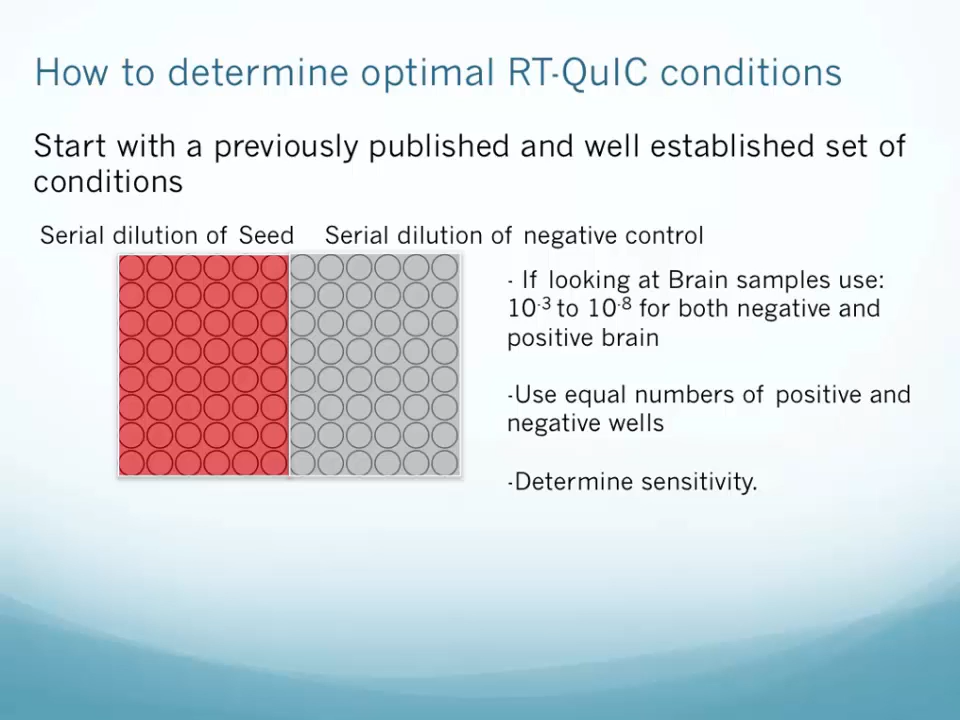 How to determine optimal RT-QuIC conditions
Start with a previously published and well established set of
conditions
Serial dilution of Seed
Serial dilution of negative control
- If looking at Brain samples use:
10⁻³ to 10⁻⁸ for both negative and
positive brain
-Use equal numbers of positive and
negative wells
-Determine sensitivity.